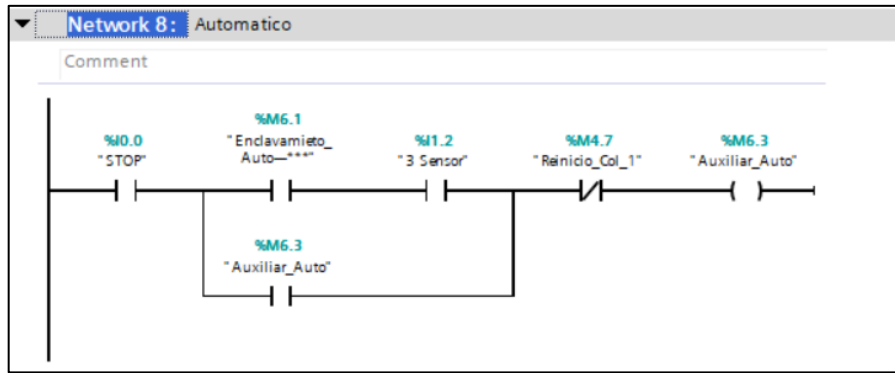 Network 8: Automatico
Comment
%M6.1
%I0.0 "Enclavamieto_ %I1.2 %M4.7 %M6.3
"STOP" Auto—***" "3 Sensor" "Reinicio_Col_1" "Auxiliar_Auto"
%M6.3
"Auxiliar_Auto"